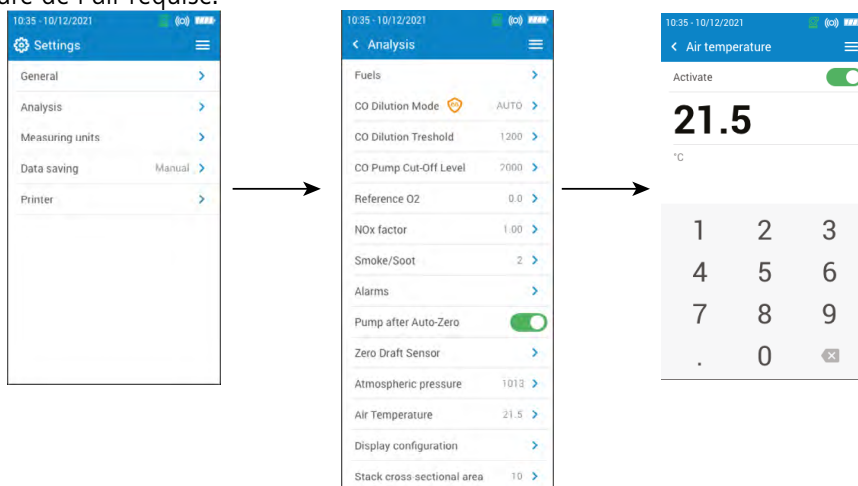 de l'air requise.
10:35 - 10/12/2021
Settings
General
Analysis
Measuring units
Data saving Manual
Printer
10:35 - 10/12/2021
Analysis
Fuels
CO Dilution Mode AUTO
CO Dilution Treshold 1200
CO Pump Cut-Off Level 2000
Reference O2 0.0
NOx factor 1.00
Smoke/Soot 2
Alarms
Pump after Auto-Zero
Zero Draft Sensor
Atmospheric pressure 1013
Air Temperature 21.5
Display configuration
Stack cross sectional area 10
10:35 - 10/12/2021
Air temperature
Activate
21.5
°C
1 2 3
4 5 6
7 8 9
. 0